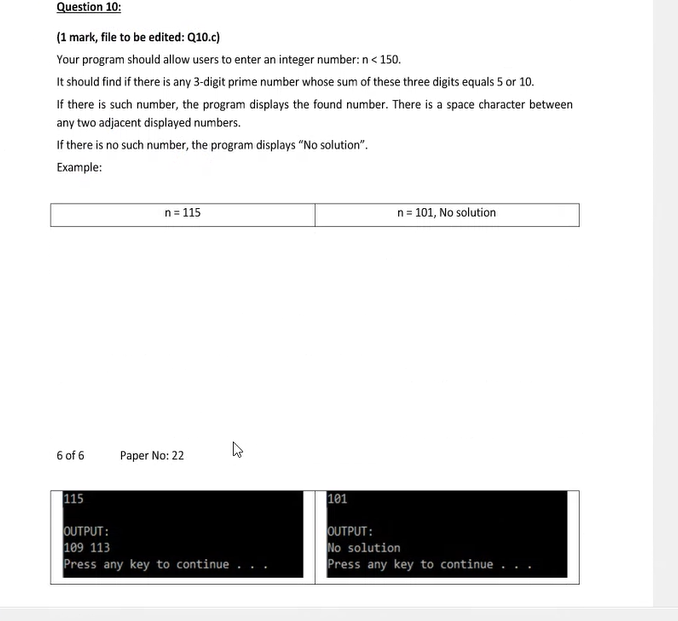 Question 10:
(1 mark, file to be edited: Q10.c)
Your program should allow users to enter an integer number: n < 150.
It should find if there is any 3-digit prime number whose sum of these three digits equals 5 or 10.
If there is such number, the program displays the found number. There is a space character between
any two adjacent displayed numbers.
If there is no such number, the program displays “No solution”.
Example:
n = 115
n = 101, No solution
6 of 6 Paper No: 22
115
OUTPUT:
109 113
Press any key to continue . . .
101
OUTPUT:
No solution
Press any key to continue . . .